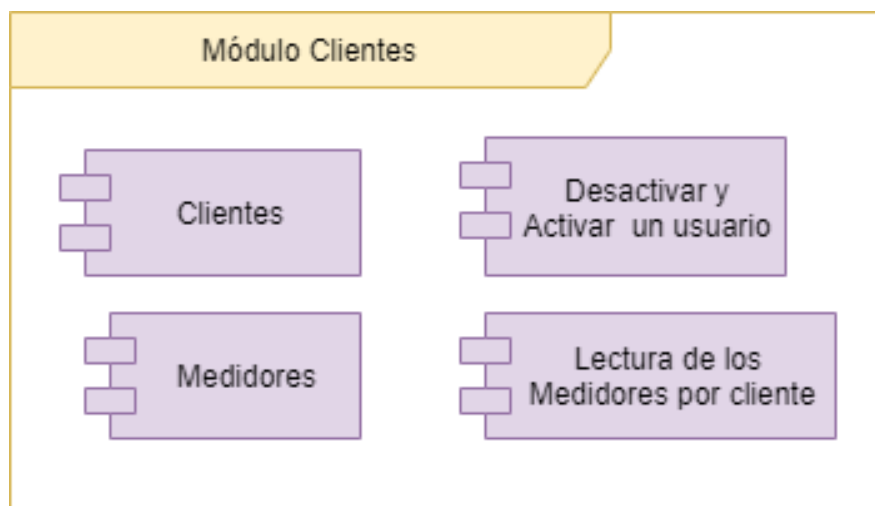 Módulo Clientes
Clientes
Desactivar y
Activar un usuario
Medidores
Lectura de los
Medidores por cliente